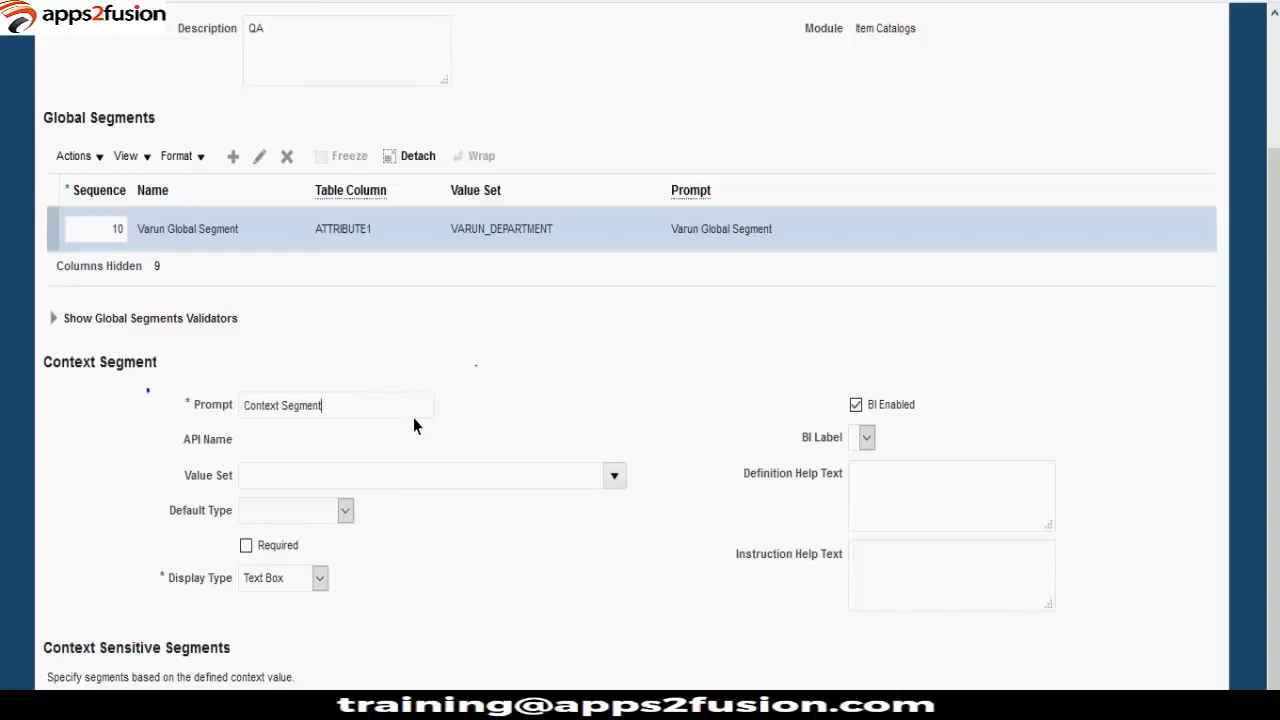 apps2fusion
Description QA
Module Item Catalogs
Global Segments
Actions View Format Freeze Detach Wrap
* Sequence Name Table Column Value Set Prompt
10 Varun Global Segment ATTRIBUTE1 VARUN_DEPARTMENT Varun Global Segment
Columns Hidden 9
Show Global Segments Validators
Context Segment
* Prompt Context Segment
BI Enabled
API Name
BI Label
Value Set
Definition Help Text
Default Type
Required
Instruction Help Text
* Display Type Text Box
Context Sensitive Segments
Specify segments based on the defined context value.
training@apps2fusion.com